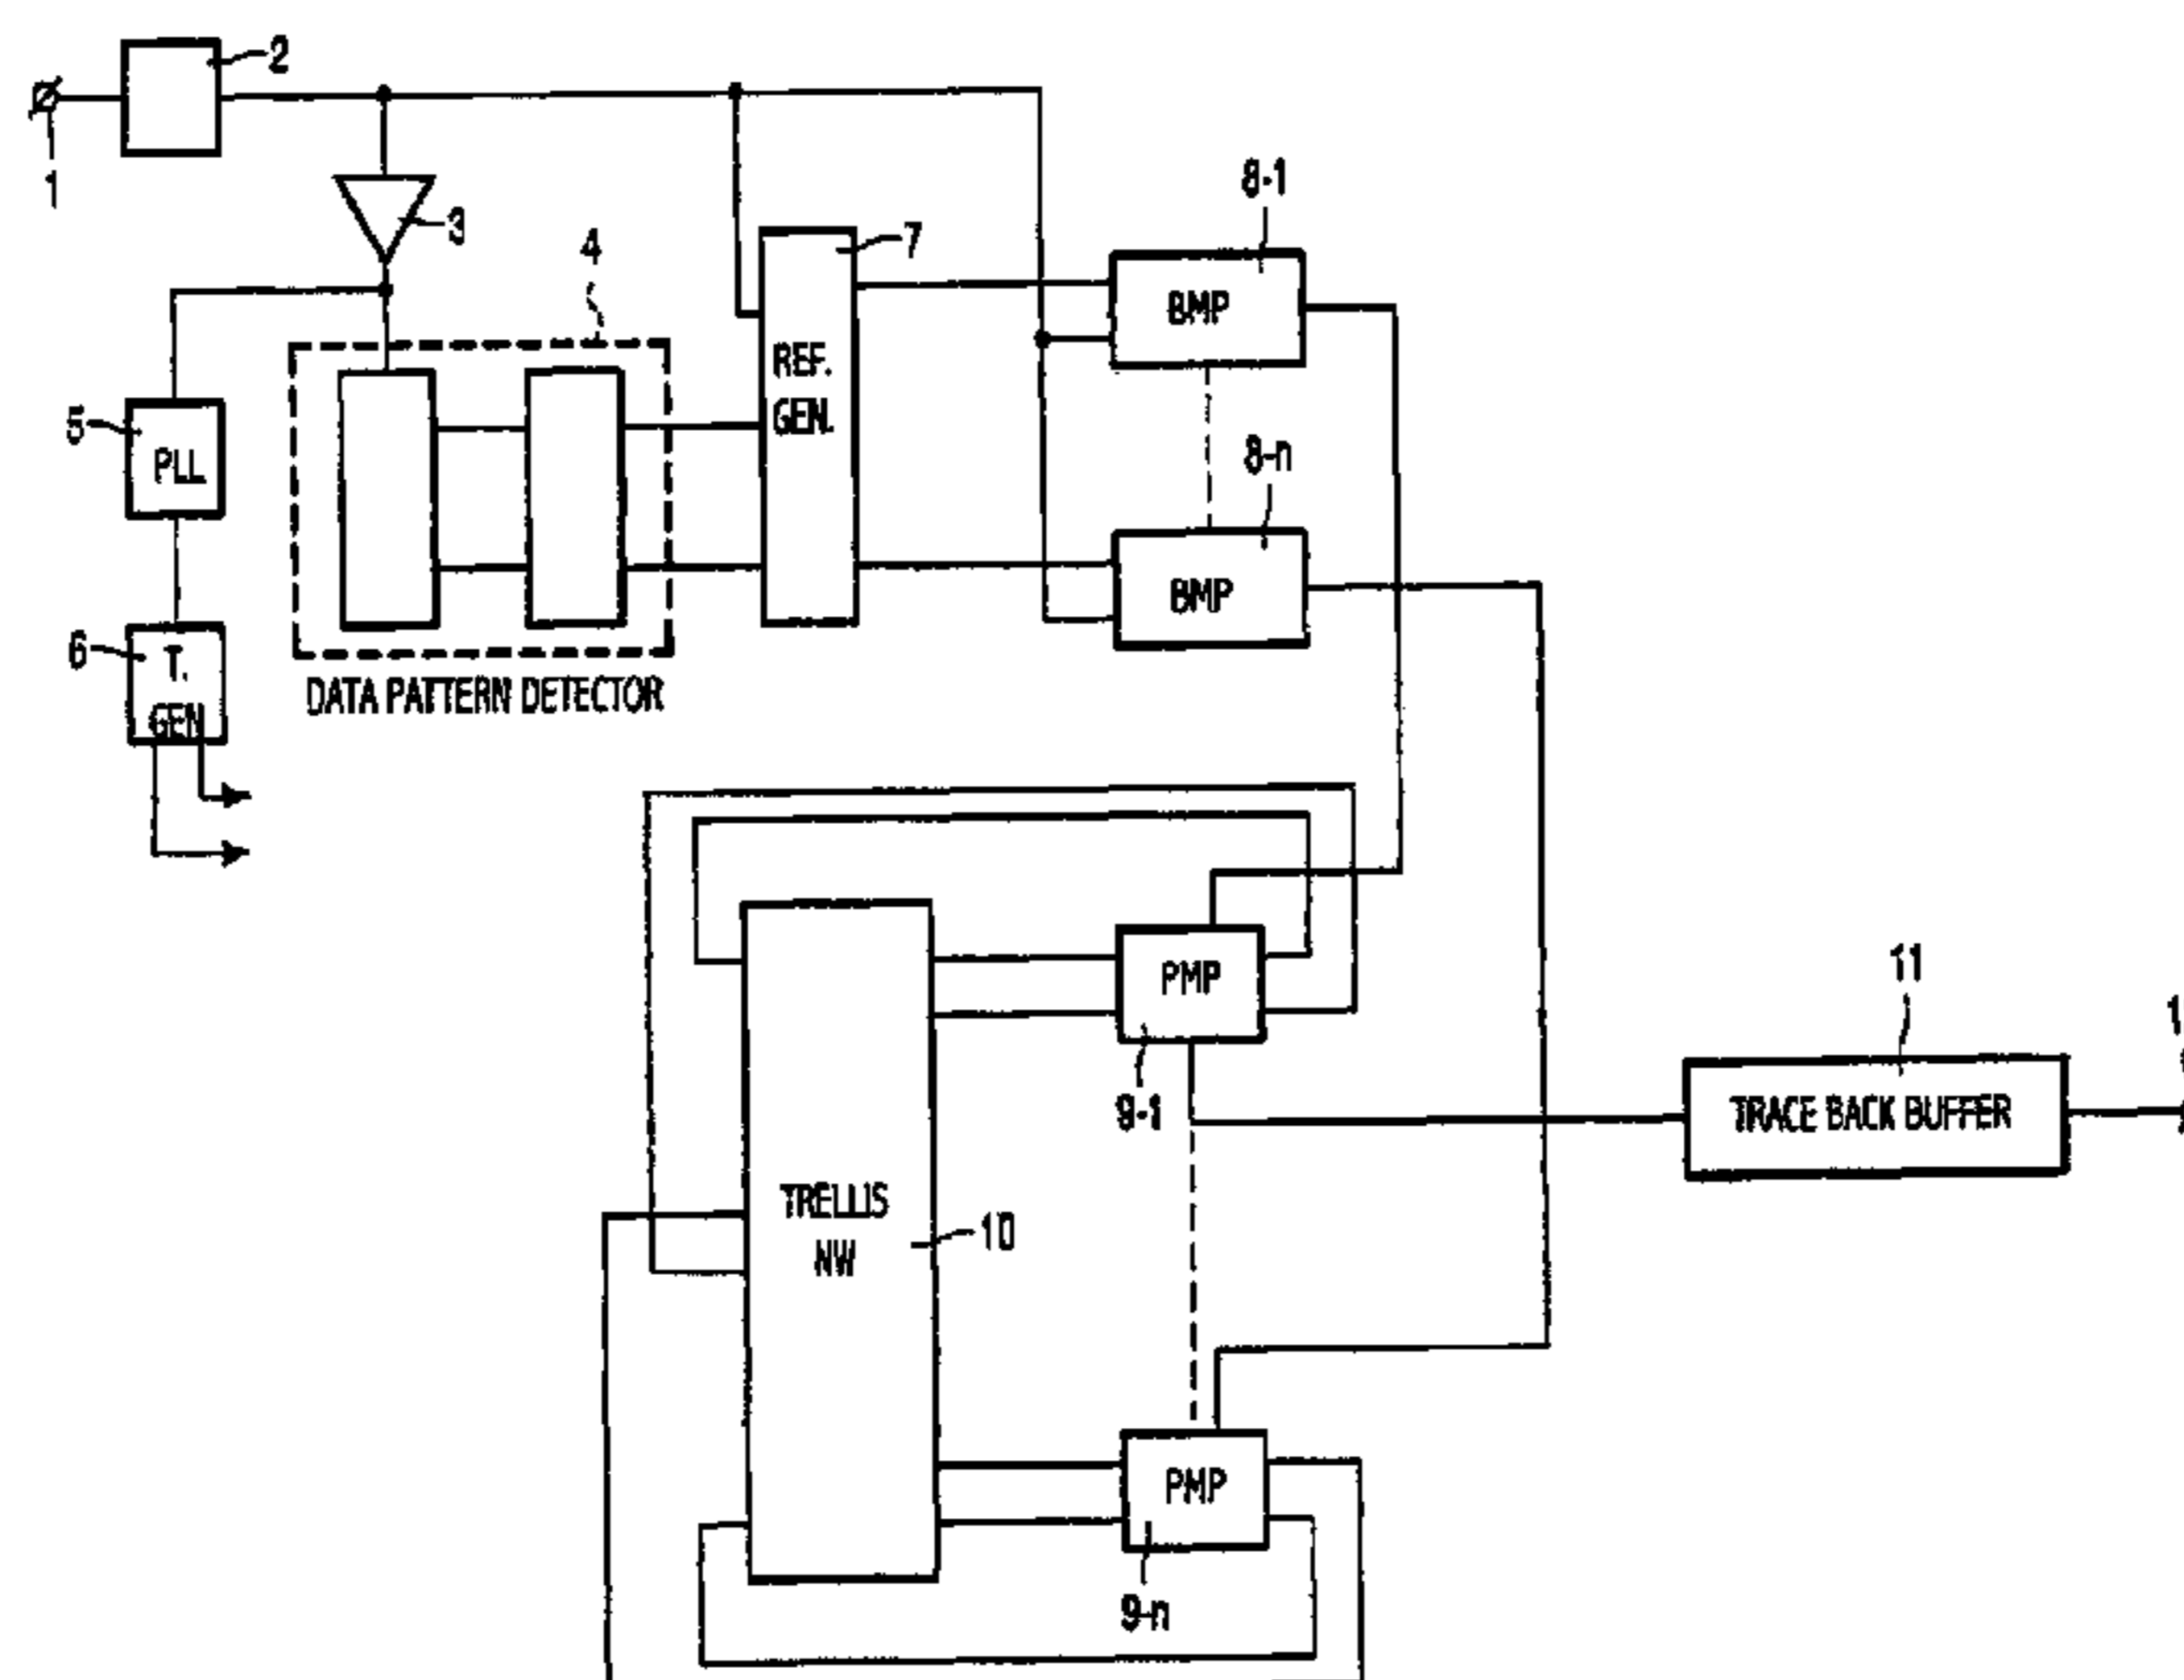 2
1
3
4
7
8-1
BMP
REF.
GEN.
5
PLL
8-n
BMP
6
T.
GEN
DATA PATTERN DETECTOR
PMP
9-1
11
TRACE BACK BUFFER
TRELLIS
NW
10
PMP
9-n